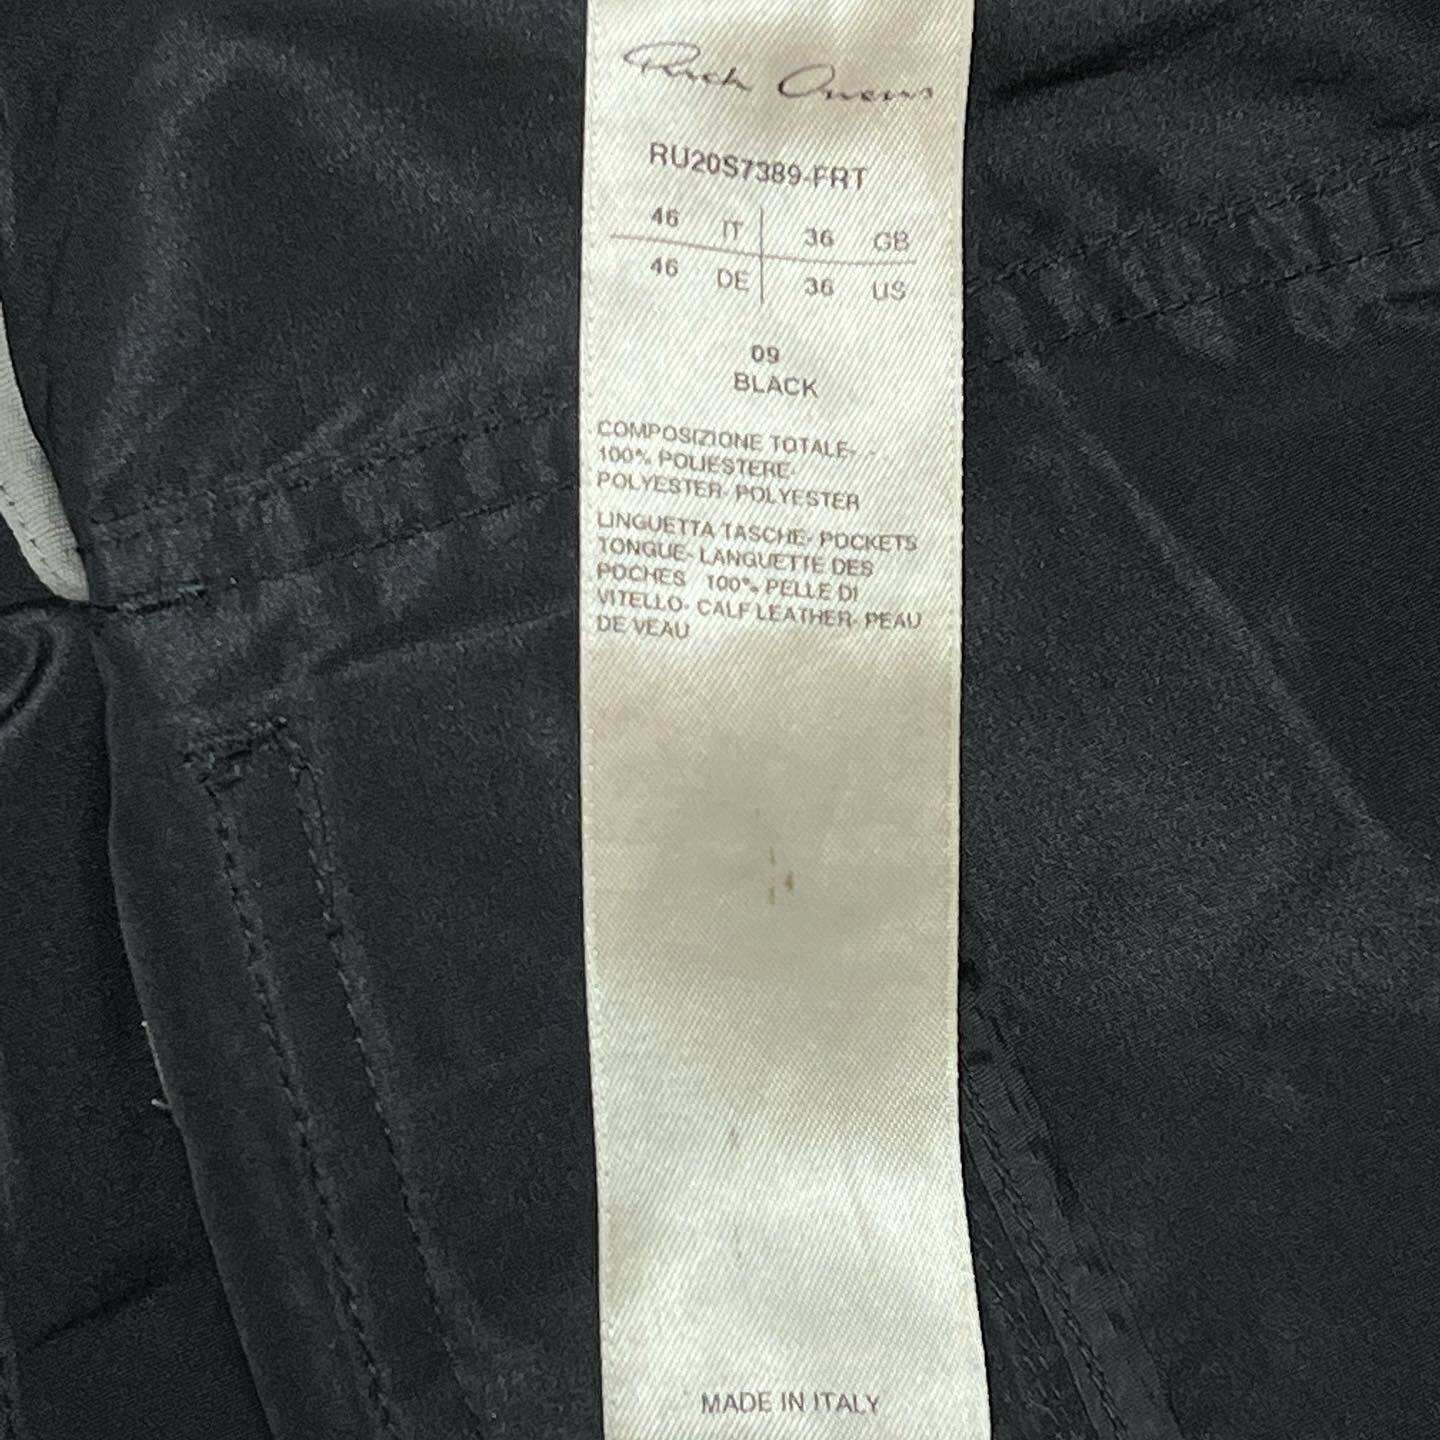 Rick Owens
RU20S7389-FRT
46 IT 36 GB
46 DE 36 US
09
BLACK
COMPOSIZIONE TOTALE-
100% POLIESTERE-
POLYESTER- POLYESTER
LINGUETTA TASCHE- POCKETS
TONGUE- LANGUETTE DES
POCHES 100% PELLE DI
VITELLO- CALF LEATHER- PEAU
DE VEAU
MADE IN ITALY